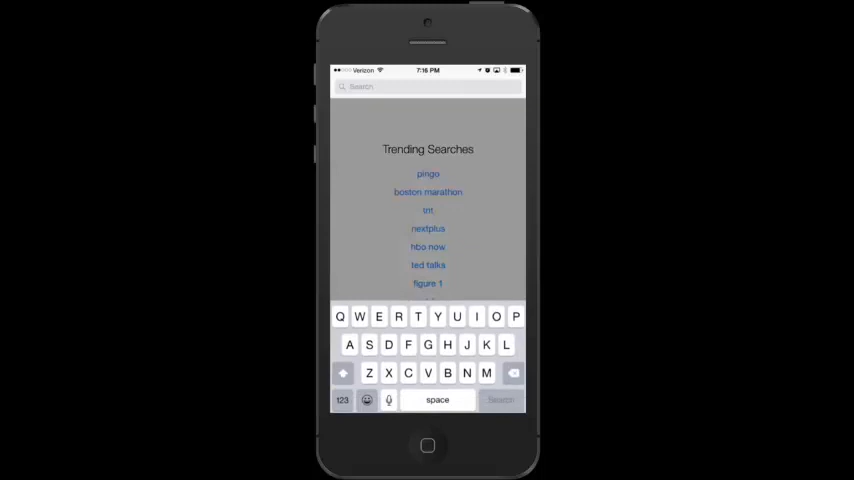 Verizon 7:16 PM
Search
Trending Searches
pingo
boston marathon
tnt
nextplus
hbo now
ted talks
figure 1
Q W E R T Y U I O P
A S D F G H J K L
Z X C V B N M
123 space Search